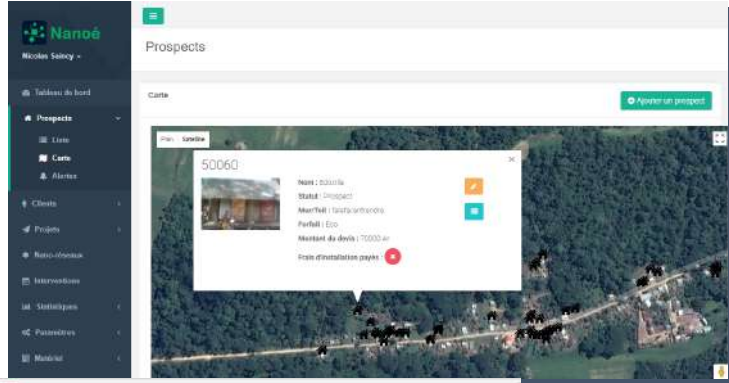 Nanoé
Nicolas Saincy
Prospects
Tableau de bord
Carte
Ajouter un prospect
Prospects
Liste
Plan Satellite
Carte
50060
Alertes
Nom :
Statut : Prospect
Clients
Forfait : Eco
Projets
Montant du devis : 70000 Ar
Nano-réseaux
Frais d'installation payés :
Interventions
Statistiques
Paramètres
Matériel